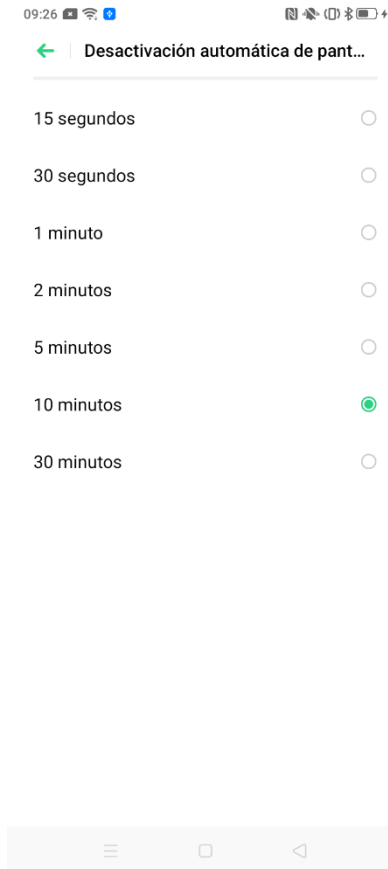 09:26
Desactivación automática de pant...
15 segundos
30 segundos
1 minuto
2 minutos
5 minutos
10 minutos
30 minutos